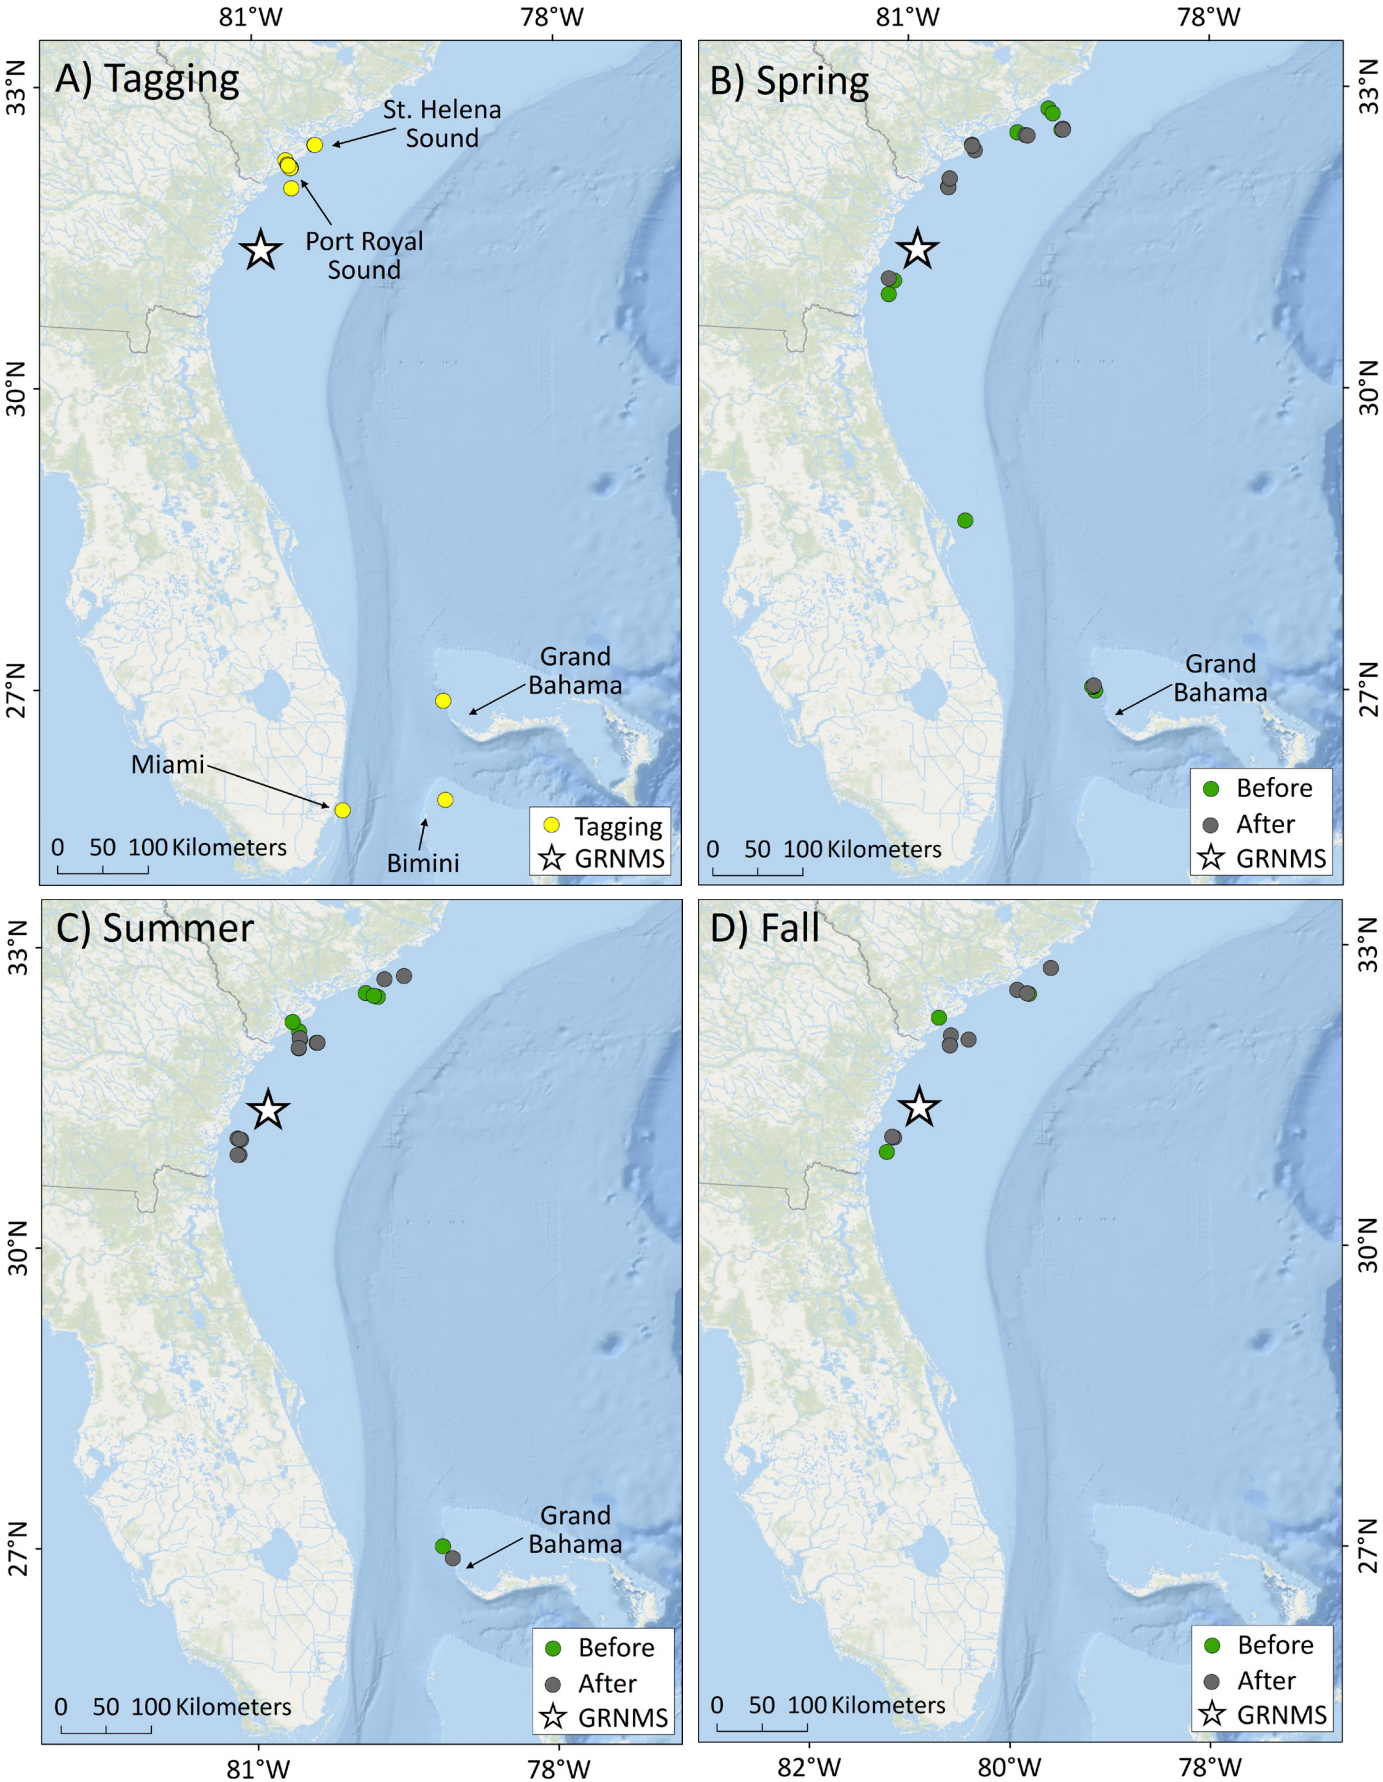 81°W
78°W
81°W
78°W
A) Tagging
33°N
St. Helena
Sound
Port Royal
Sound
30°N
27°N
Grand
Bahama
Miami
Bimini
0 50 100 Kilometers
Tagging
GRNMS
B) Spring
33°N
30°N
27°N
Grand
Bahama
0 50 100 Kilometers
Before
After
GRNMS
C) Summer
33°N
30°N
27°N
Grand
Bahama
0 50 100 Kilometers
Before
After
GRNMS
81°W
78°W
D) Fall
33°N
30°N
27°N
0 50 100 Kilometers
Before
After
GRNMS
82°W
80°W
78°W